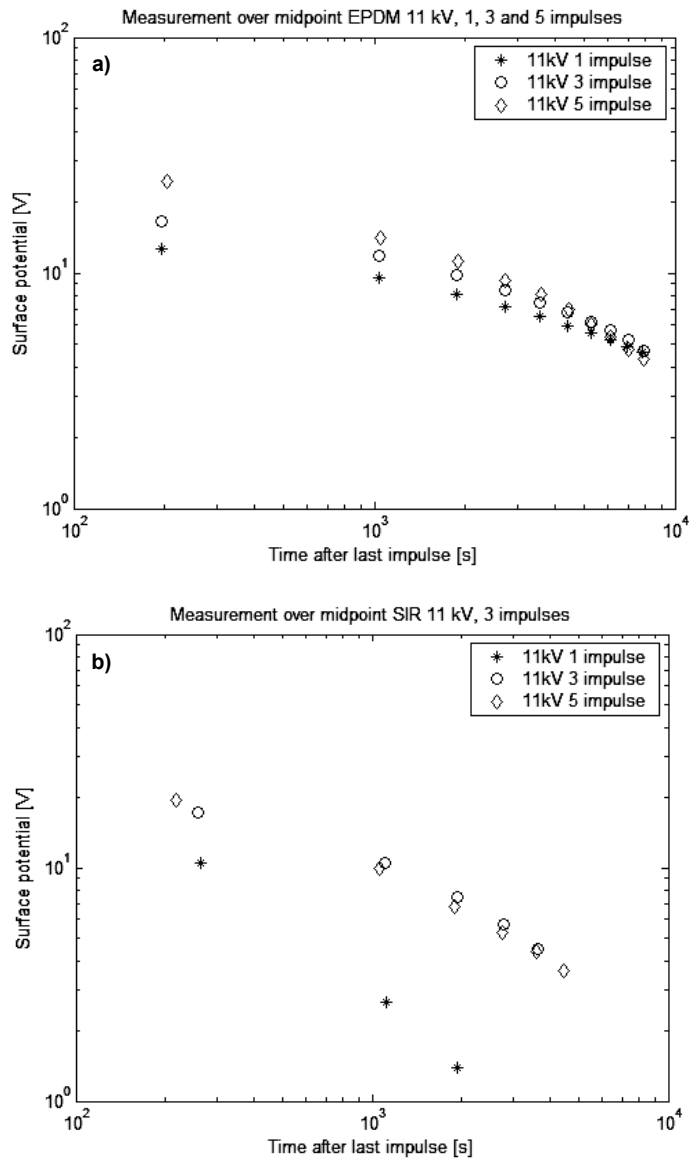 Measurement over midpoint EPDM 11 kV, 1, 3 and 5 impulses
a)
11kV 1 impulse
11kV 3 impulse
11kV 5 impulse
Surface potential [V]
10^2
10^1
10^0
10^2
10^3
10^4
Time after last impulse [s]
Measurement over midpoint SIR 11 kV, 3 impulses
b)
11kV 1 impulse
11kV 3 impulse
11kV 5 impulse
Surface potential [V]
10^2
10^1
10^0
10^2
10^3
10^4
Time after last impulse [s]